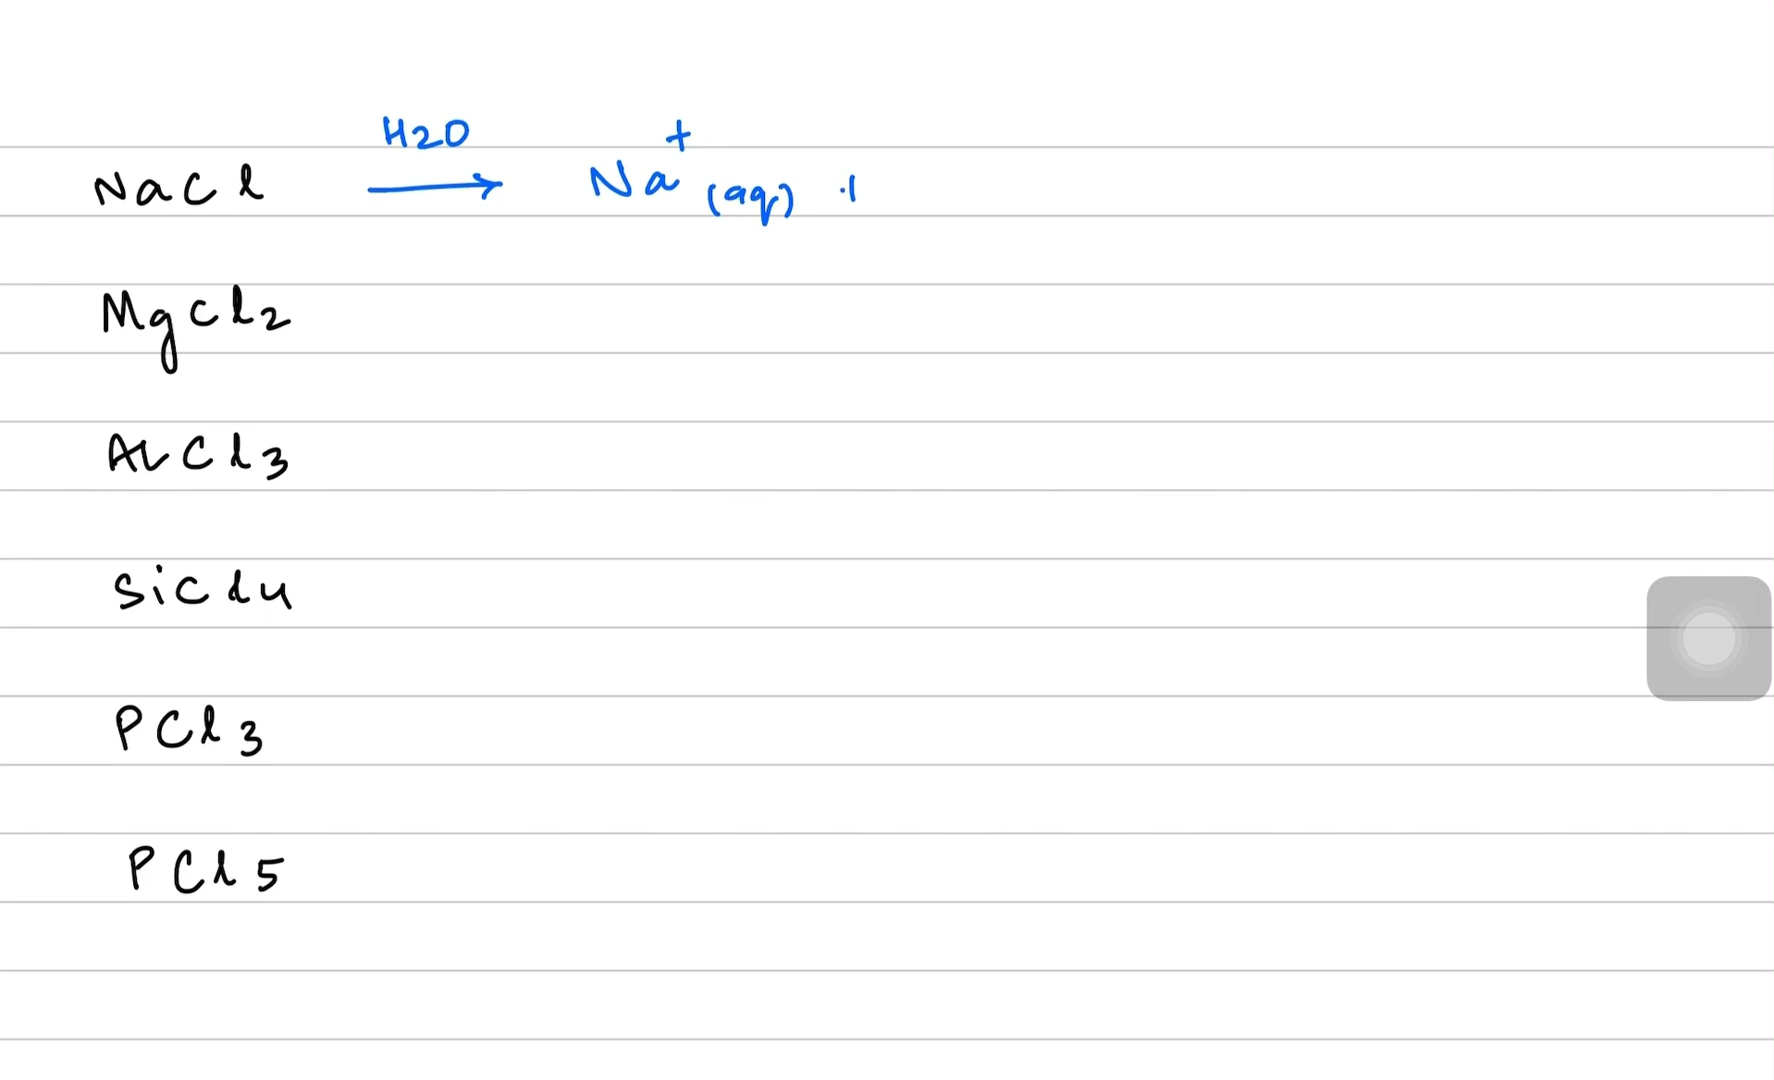 NaCl H2O → Na+ (aq) +
MgCl2
AlCl3
SiCl4
PCl3
PCl5